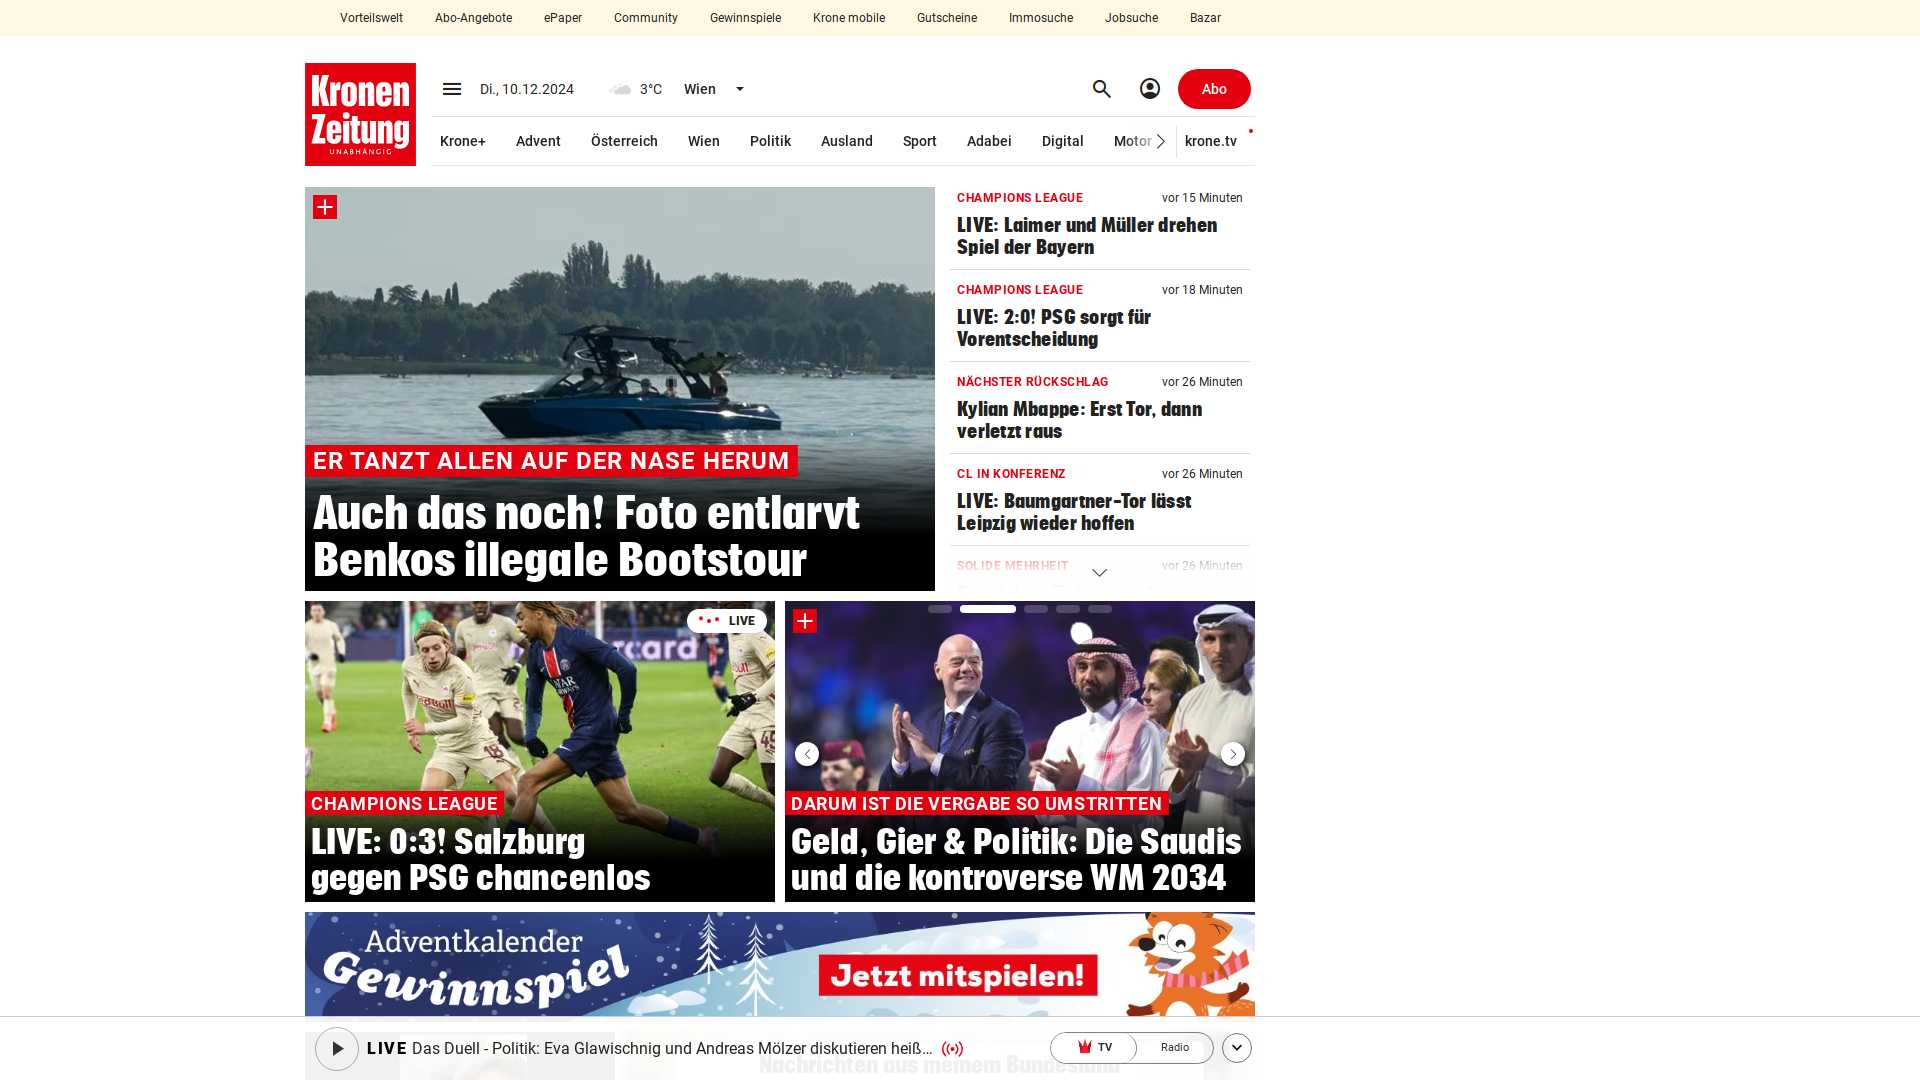 Vorteilswelt Abo-Angebote ePaper Community Gewinnspiele Krone mobile Gutscheine Immosuche Jobsuche Bazar
Kronen
Zeitung
UNABHÄNGIG
Di., 10.12.2024 3°C Wien Abo
Krone+ Advent Österreich Wien Politik Ausland Sport Adabei Digital Motor krone.tv
ER TANZT ALLEN AUF DER NASE HERUM
Auch das noch! Foto entlarvt
Benkos illegale Bootstour
CHAMPIONS LEAGUE vor 15 Minuten
LIVE: Laimer und Müller drehen
Spiel der Bayern
CHAMPIONS LEAGUE vor 18 Minuten
LIVE: 2:0! PSG sorgt für
Vorentscheidung
NÄCHSTER RÜCKSCHLAG vor 26 Minuten
Kylian Mbappe: Erst Tor, dann
verletzt raus
CL IN KONFERENZ vor 26 Minuten
LIVE: Baumgartner-Tor lässt
Leipzig wieder hoffen
SOLIDE MEHRHEIT vor 26 Minuten
LIVE
CHAMPIONS LEAGUE
LIVE: 0:3! Salzburg
gegen PSG chancenlos
DARUM IST DIE VERGABE SO UMSTRITTEN
Geld, Gier & Politik: Die Saudis
und die kontroverse WM 2034
Adventkalender
Gewinnspiel
Jetzt mitspielen!
LIVE Das Duell - Politik: Eva Glawischnig und Andreas Mölzer diskutieren heiß... TV Radio
Nachrichten aus meinem Bundesland